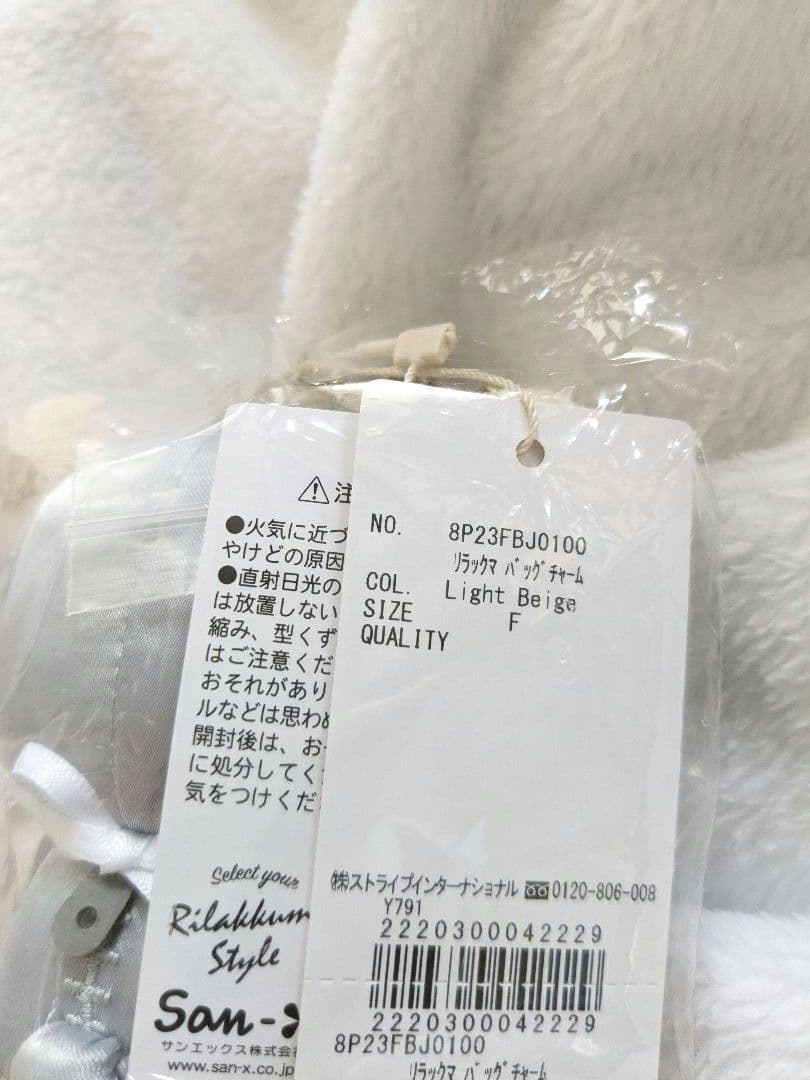 ⚠ 注
●火気に近づ
やけどの原因
●直射日光の
は放置しない
縮み、型くず
はご注意くだ
おそれがあり
ルなどは思わぬ
開封後は、お
に処分してく
気をつけくだ
Select your
Rilakkum
Style
San-x
サンエックス株式会
www.san-x.co.jp
NO. 8P23FBJ0100
ﾘﾗｯｸﾏ ﾊﾞｯｸﾞﾁｬｰﾑ
COL. Light Beige
SIZE F
QUALITY
㈱ストライプインターナショナル 0120-806-008
Y791
2220300042229
2220300042229
8P23FBJ0100
ﾘﾗｯｸﾏ ﾊﾞｯｸﾞﾁｬｰﾑ